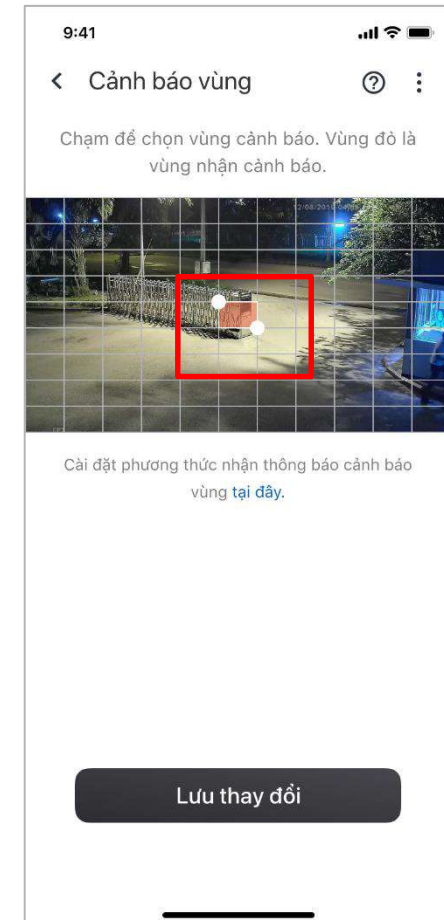 9:41
Cảnh báo vùng
Chạm để chọn vùng cảnh báo. Vùng đỏ là
vùng nhận cảnh báo.
Cài đặt phương thức nhận thông báo cảnh báo
vùng tại đây.
Lưu thay đổi